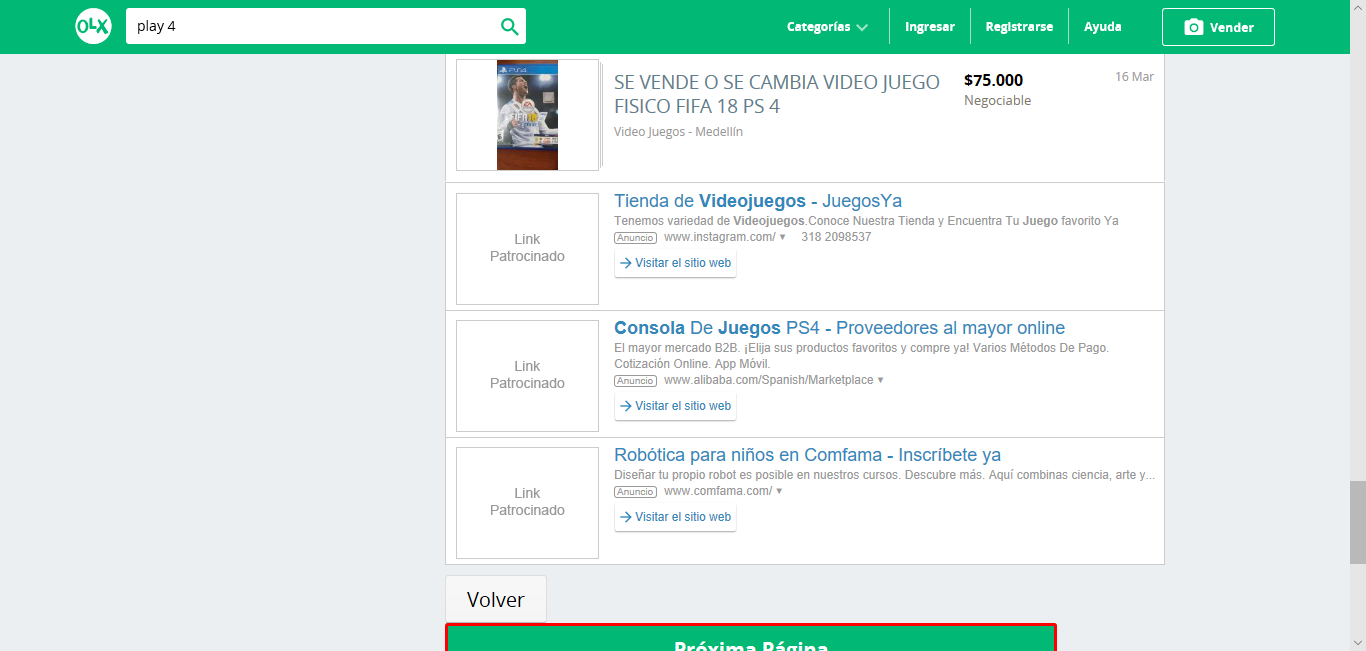 OLX
play 4
Categorías
Ingresar
Registrarse
Ayuda
Vender
PS4
FIFA 18
SE VENDE O SE CAMBIA VIDEO JUEGO
FISICO FIFA 18 PS 4
Video Juegos - Medellín
$75.000
Negociable
16 Mar
Link
Patrocinado
Tienda de Videojuegos - JuegosYa
Tenemos variedad de Videojuegos.Conoce Nuestra Tienda y Encuentra Tu Juego favorito Ya
Anuncio www.instagram.com/ ▼ 318 2098537
→ Visitar el sitio web
Link
Patrocinado
Consola De Juegos PS4 - Proveedores al mayor online
El mayor mercado B2B. ¡Elija sus productos favoritos y compre ya! Varios Métodos De Pago.
Cotización Online. App Móvil.
Anuncio www.alibaba.com/Spanish/Marketplace ▼
→ Visitar el sitio web
Link
Patrocinado
Robótica para niños en Comfama - Inscríbete ya
Diseñar tu propio robot es posible en nuestros cursos. Descubre más. Aquí combinas ciencia, arte y...
Anuncio www.comfama.com/ ▼
→ Visitar el sitio web
Volver
Próxima Página